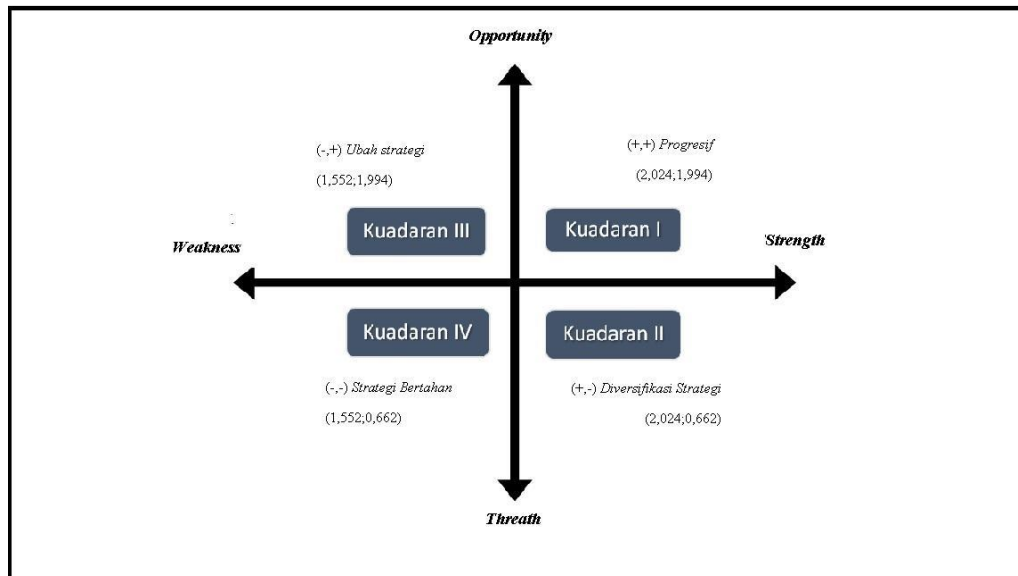 Opportunity
(-,+) Ubah strategi
(1,552;1,994)
(+,+) Progresif
(2,024;1,994)
Kuadaran III
Kuadaran I
Weakness
Strength
Kuadaran IV
Kuadaran II
(-,-) Strategi Bertahan
(1,552;0,662)
(+,-) Diversifikasi Strategi
(2,024;0,662)
Threath